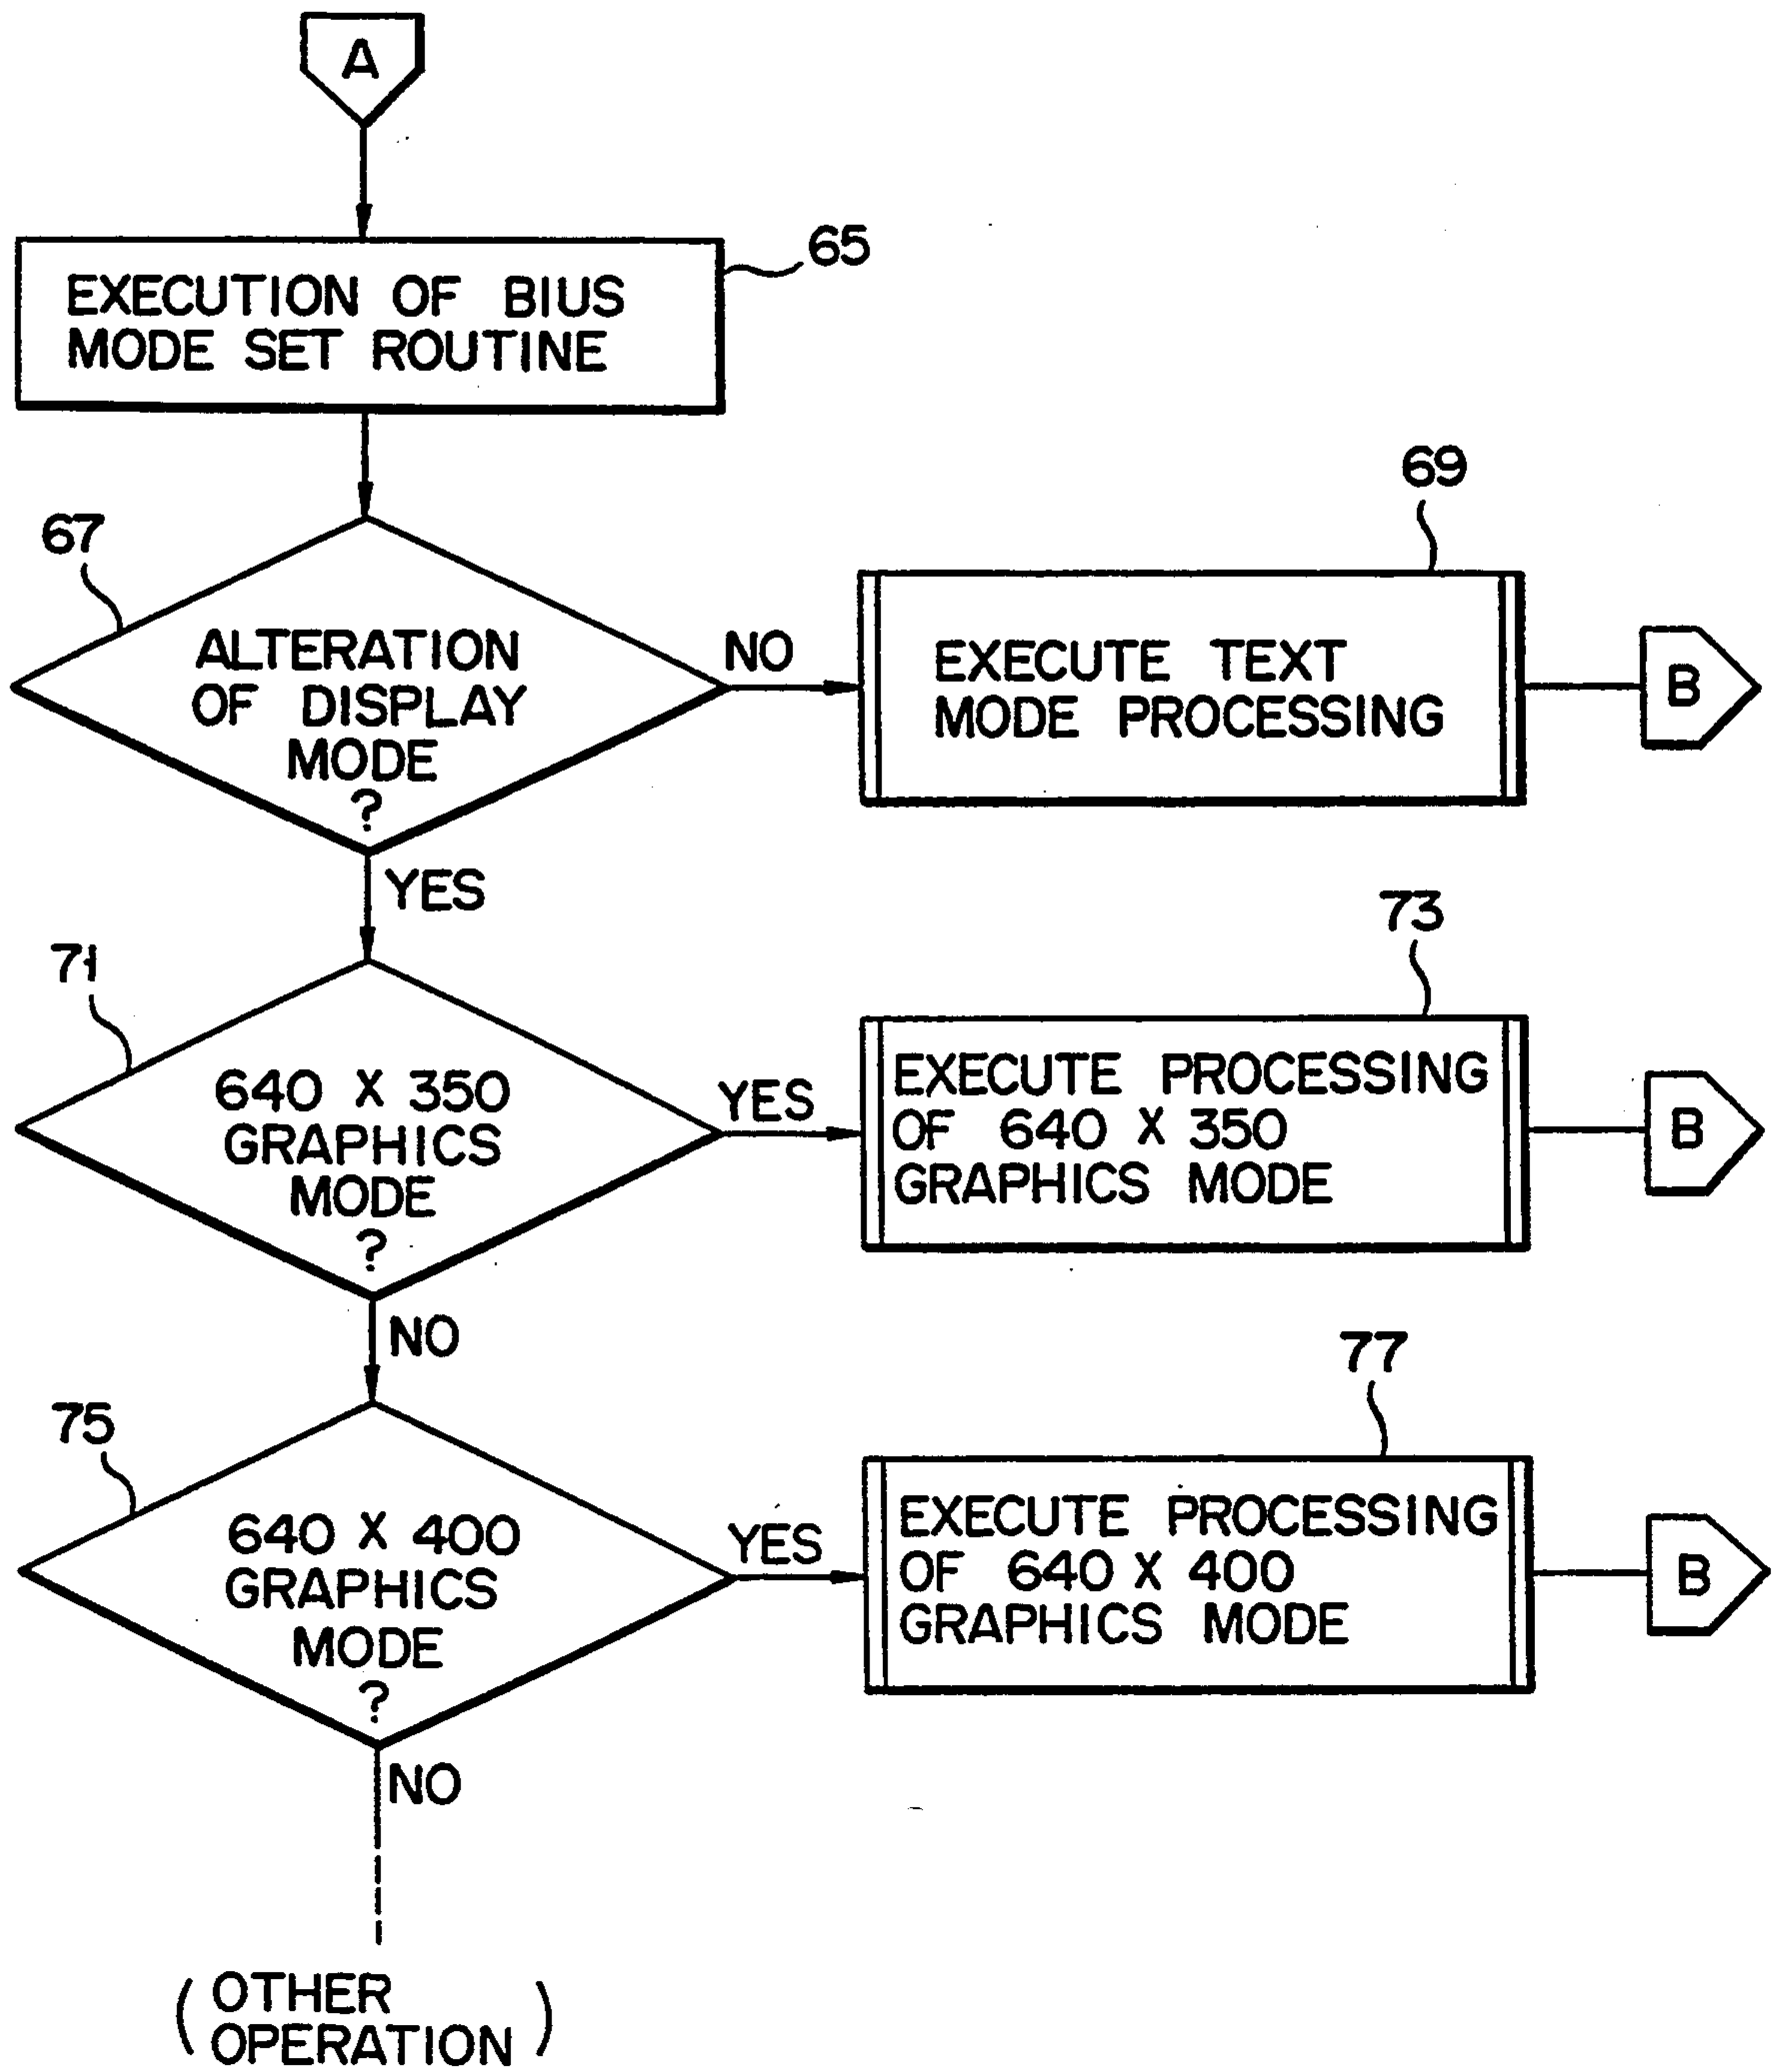 A
EXECUTION OF BIUS
MODE SET ROUTINE
65
67
ALTERATION
OF DISPLAY
MODE
?
NO
69
EXECUTE TEXT
MODE PROCESSING
B
YES
71
640 X 350
GRAPHICS
MODE
?
YES
73
EXECUTE PROCESSING
OF 640 X 350
GRAPHICS MODE
B
NO
75
640 X 400
GRAPHICS
MODE
?
YES
77
EXECUTE PROCESSING
OF 640 X 400
GRAPHICS MODE
B
NO
(OTHER
OPERATION)